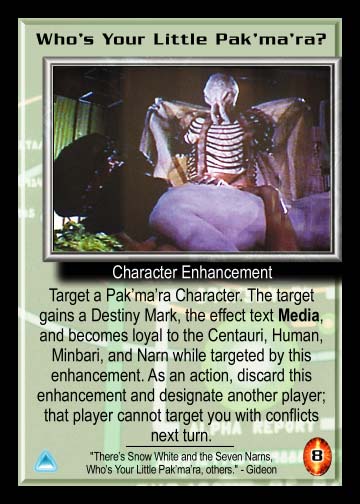 Who's Your Little Pak'ma'ra?
Character Enhancement
Target a Pak'ma'ra Character. The target
gains a Destiny Mark, the effect text Media,
and becomes loyal to the Centauri, Human,
Minbari, and Narn while targeted by this
enhancement. As an action, discard this
enhancement and designate another player;
that player cannot target you with conflicts
next turn.
"There's Snow White and the Seven Narns,
Who's Your Little Pak'ma'ra, others." - Gideon
8